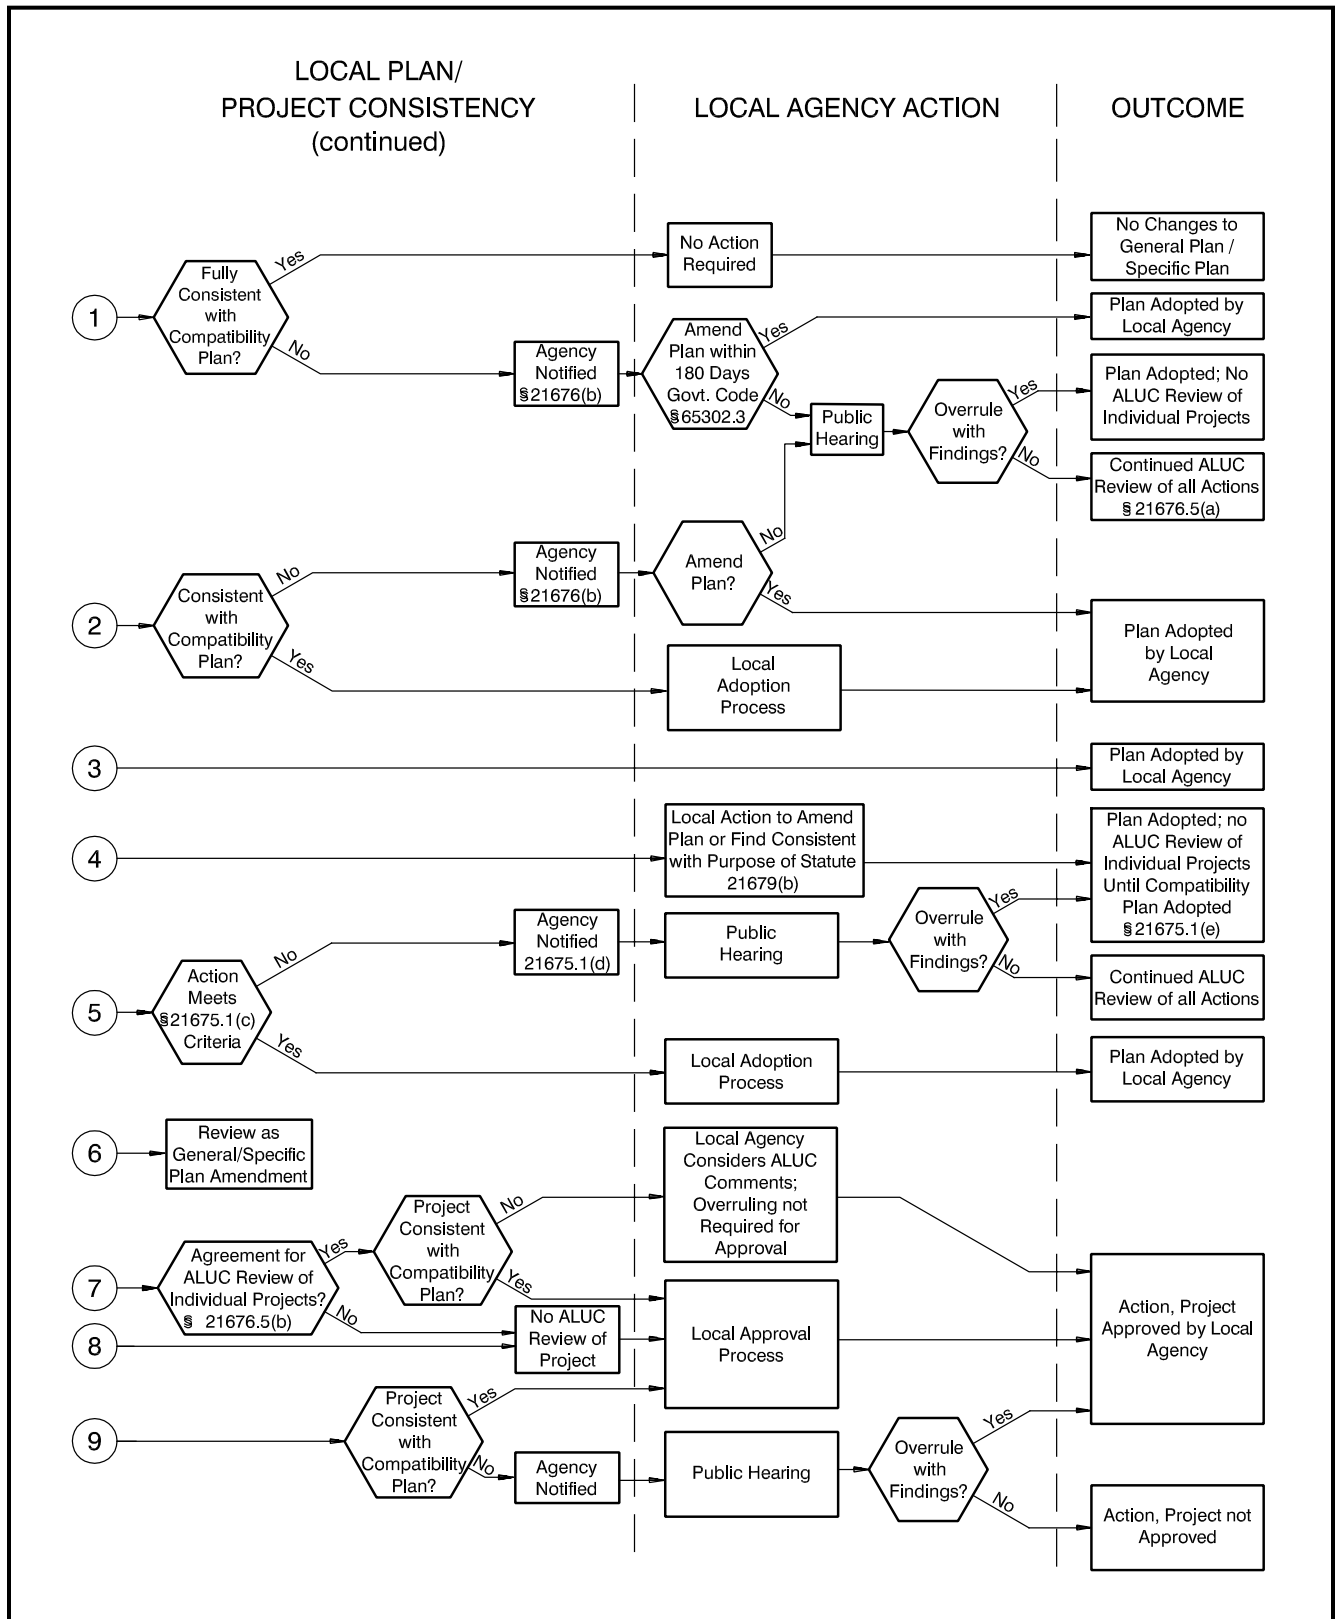 LOCAL PLAN/
PROJECT CONSISTENCY
(continued)
LOCAL AGENCY ACTION
OUTCOME
1
Fully
Consistent
with
Compatibility
Plan?
Yes
No
No Action
Required
No Changes to
General Plan /
Specific Plan
Agency
Notified
§21676(b)
Amend
Plan within
180 Days
Govt. Code
§65302.3
Yes
No
Plan Adopted by
Local Agency
Public
Hearing
Overrule
with
Findings?
Yes
No
Plan Adopted; No
ALUC Review of
Individual Projects
Continued ALUC
Review of all Actions
§21676.5(a)
2
Consistent
with
Compatibility
Plan?
No
Yes
Agency
Notified
§21676(b)
Amend
Plan?
No
Yes
Local
Adoption
Process
Plan Adopted
by Local
Agency
3
Plan Adopted by
Local Agency
4
Local Action to Amend
Plan or Find Consistent
with Purpose of Statute
21679(b)
Plan Adopted; no
ALUC Review of
Individual Projects
Until Compatibility
Plan Adopted
§21675.1(e)
5
Action
Meets
§21675.1(c)
Criteria
No
Yes
Agency
Notified
21675.1(d)
Public
Hearing
Overrule
with
Findings?
Yes
No
Continued ALUC
Review of all Actions
Local Adoption
Process
Plan Adopted by
Local Agency
6
Review as
General/Specific
Plan Amendment
7
Agreement for
ALUC Review of
Individual Projects?
§ 21676.5(b)
Yes
No
Project
Consistent
with
Compatibility
Plan?
No
Yes
Local Agency
Considers ALUC
Comments;
Overruling not
Required for
Approval
8
No ALUC
Review of
Project
Local Approval
Process
Action, Project
Approved by Local
Agency
9
Project
Consistent
with
Compatibility
Plan?
Yes
No
Agency
Notified
Public Hearing
Overrule
with
Findings?
Yes
No
Action, Project not
Approved